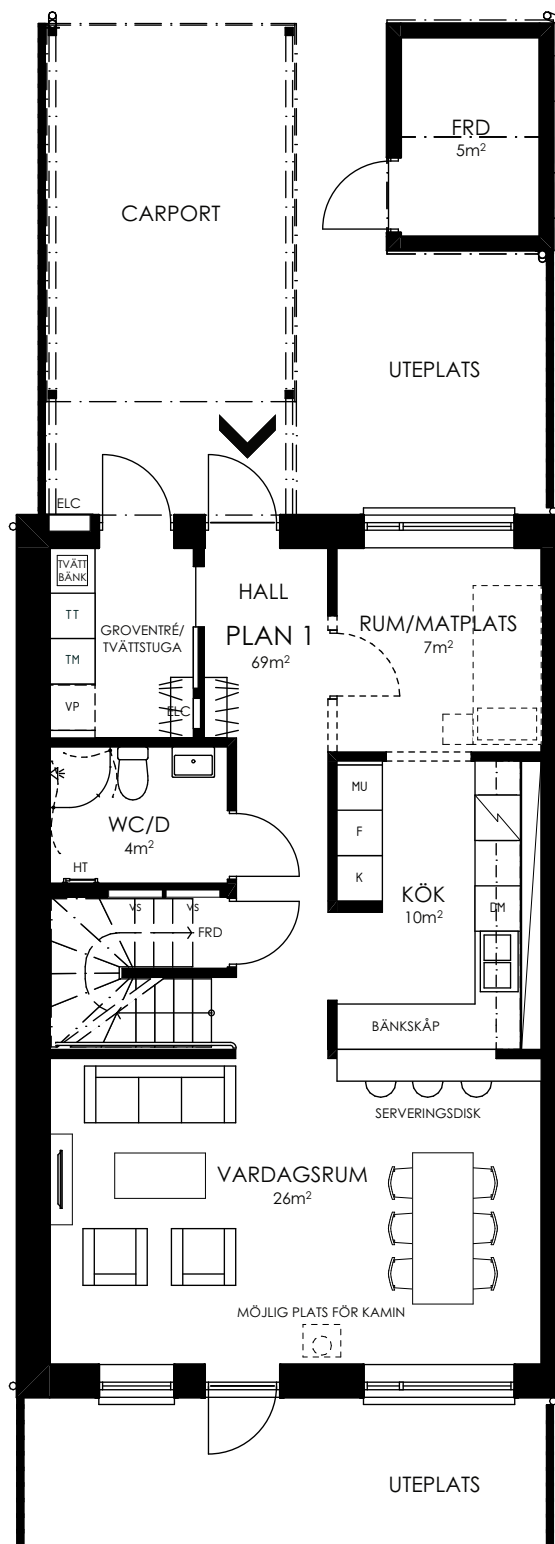 FRD
5m²
CARPORT
UTEPLATS
ELC
TVÄTT
BÄNK
HALL
TT
GROVENTRÉ/
TVÄTTSTUGA
PLAN 1
69m²
RUM/MATPLATS
7m²
TM
VP
ELC
MU
WC/D
4m²
F
HT
K
KÖK
10m²
VS
VS
DM
FRD
BÄNKSKÅP
SERVERINGSDISK
VARDAGSRUM
26m²
MÖJLIG PLATS FÖR KAMIN
UTEPLATS